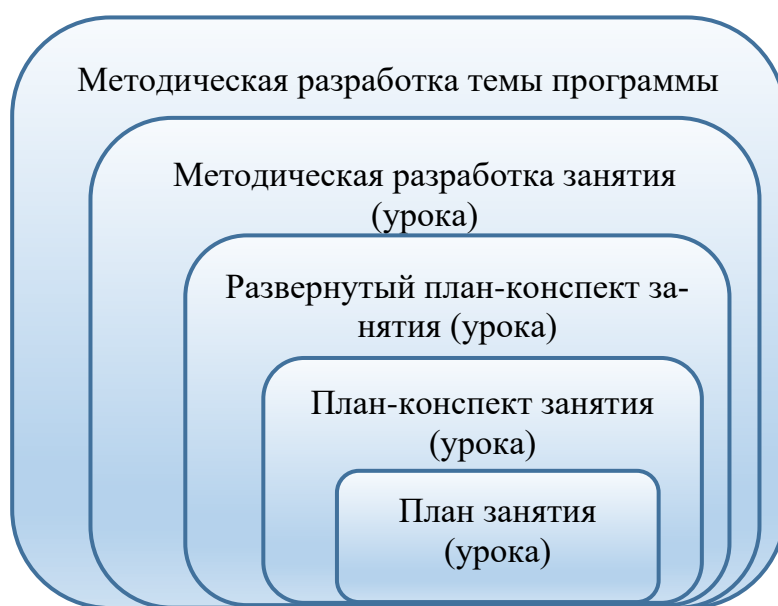 Методическая разработка темы программы
Методическая разработка занятия
(урока)
Развернутый план-конспект за-
нятия (урока)
План-конспект занятия
(урока)
План занятия
(урока)